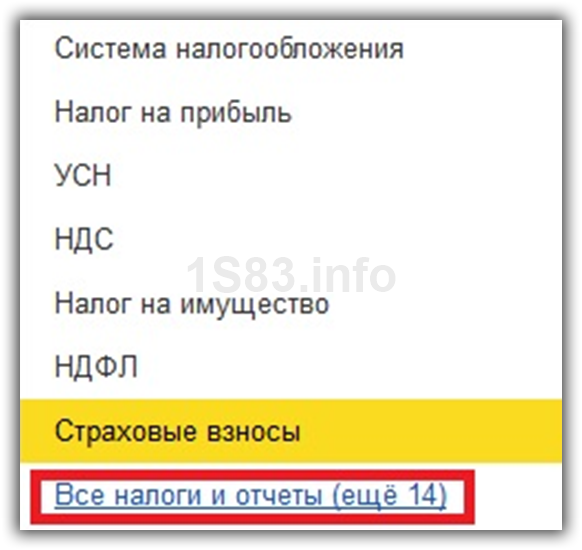 Система налогообложения
Налог на прибыль
УСН
НДС
1S83.info
Налог на имущество
НДФЛ
Страховые взносы
Все налоги и отчеты (ещё 14)